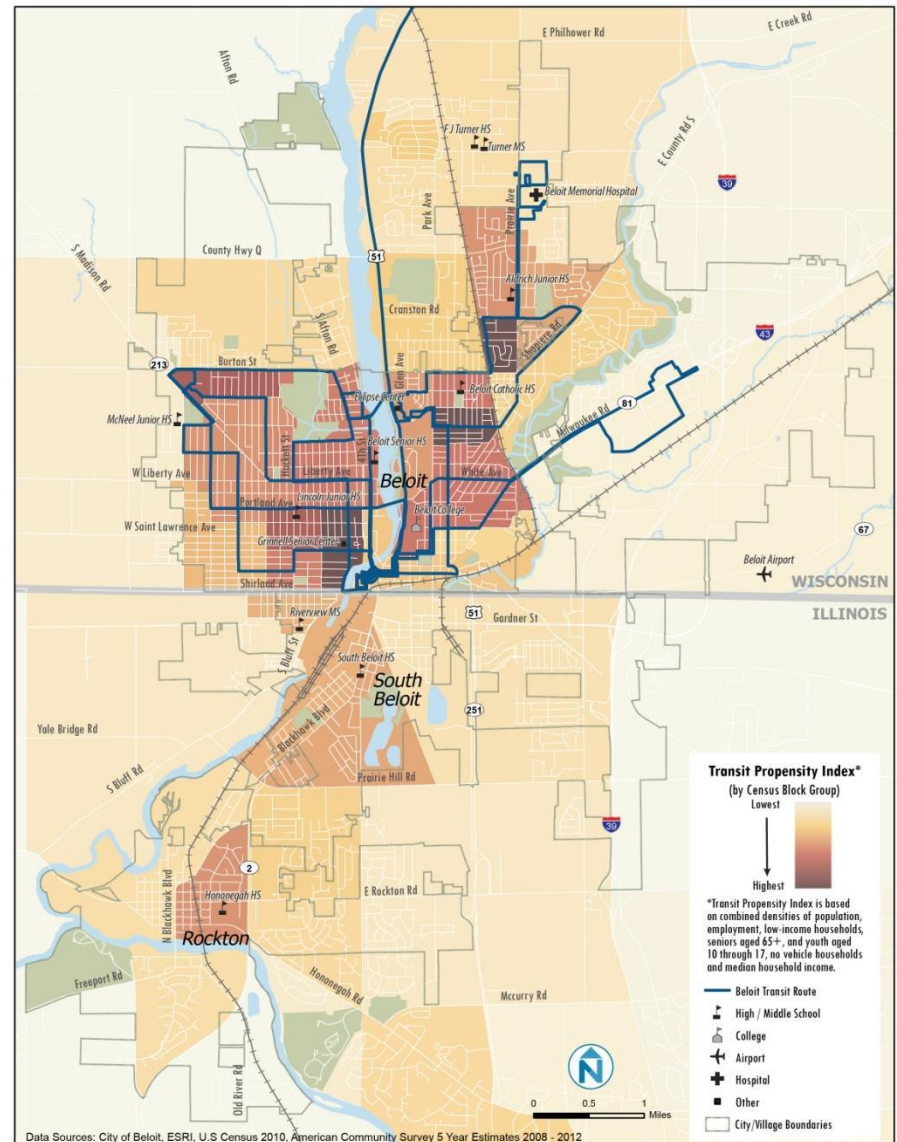 E Philhower Rd
E Creek Rd
Afton Rd
F J Turner HS
Turner MS
E County Rd S
39
Beloit Memorial Hospital
Park Ave
Prairie Ave
S Madison Rd
County Hwy Q
51
Aldrich Junior HS
Cranston Rd
S Afton Rd
Shopiere Rd
43
213
Burton St
Glen Ave
Beloit Catholic HS
Eclipse Center
81
Milwaukee Rd
McNeel Junior HS
Hackett St
4th St
Beloit Senior HS
W Liberty Ave
Liberty Ave
White Ave
Beloit
Lincoln Junior HS
Portland Ave
Beloit College
W Saint Lawrence Ave
67
Grinnell Senior Center
Beloit Airport
Shirland Ave
WISCONSIN
ILLINOIS
51
Riverview MS
Gardner St
S Bluff St
South Beloit HS
South
Beloit
251
Yale Bridge Rd
Blackhawk Blvd
S Bluff Rd
Prairie Hill Rd
39
2
N Blackhawk Blvd
E Rockton Rd
Hononegah HS
Rockton
Freeport Rd
Hononegah Rd
Mccurry Rd
Old River Rd
Transit Propensity Index*
(by Census Block Group)
Lowest
Highest
*Transit Propensity Index is based
on combined densities of population,
employment, low-income households,
seniors aged 65+, and youth aged
10 through 17, no vehicle households
and median household income.
Beloit Transit Route
High / Middle School
College
Airport
Hospital
Other
City/Village Boundaries
N
0 0.5 1
Miles
Data Sources: City of Beloit, ESRI, U.S Census 2010, American Community Survey 5 Year Estimates 2008 - 2012